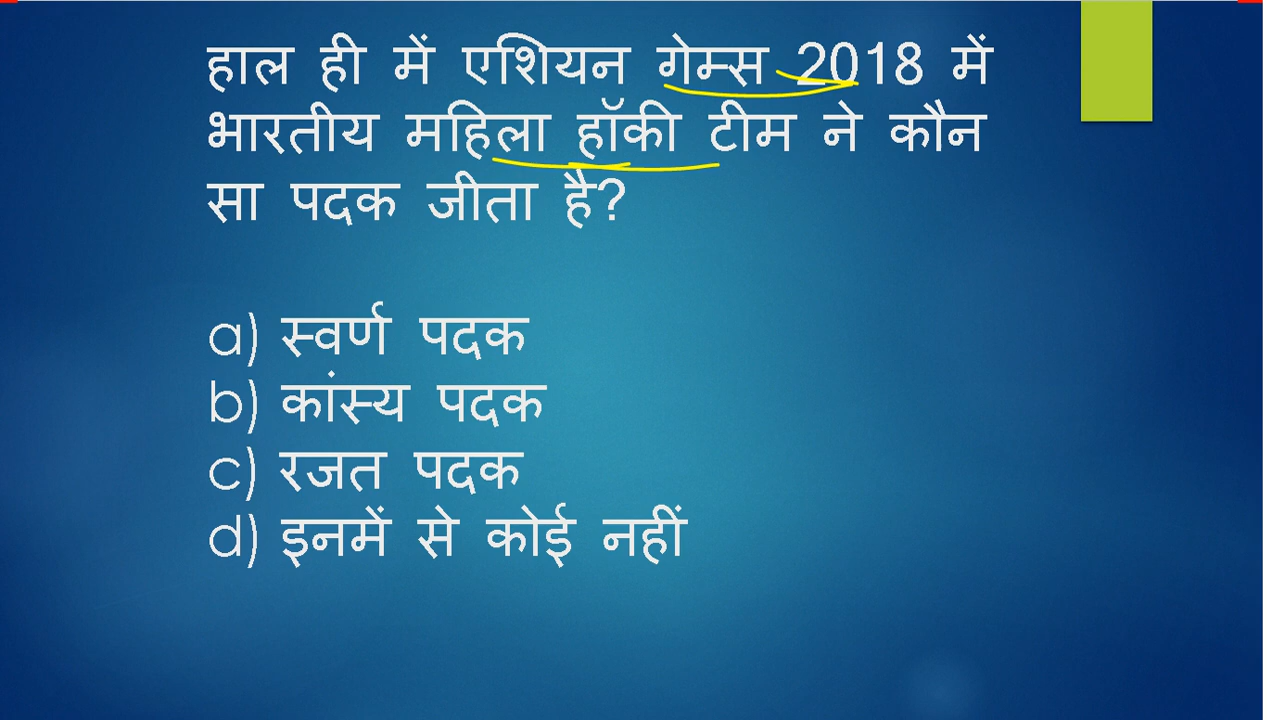 हाल ही में एशियन गेम्स 2018 में
भारतीय महिला हॉकी टीम ने कौन
सा पदक जीता है?
a) स्वर्ण पदक
b) कांस्य पदक
c) रजत पदक
d) इनमें से कोई नहीं